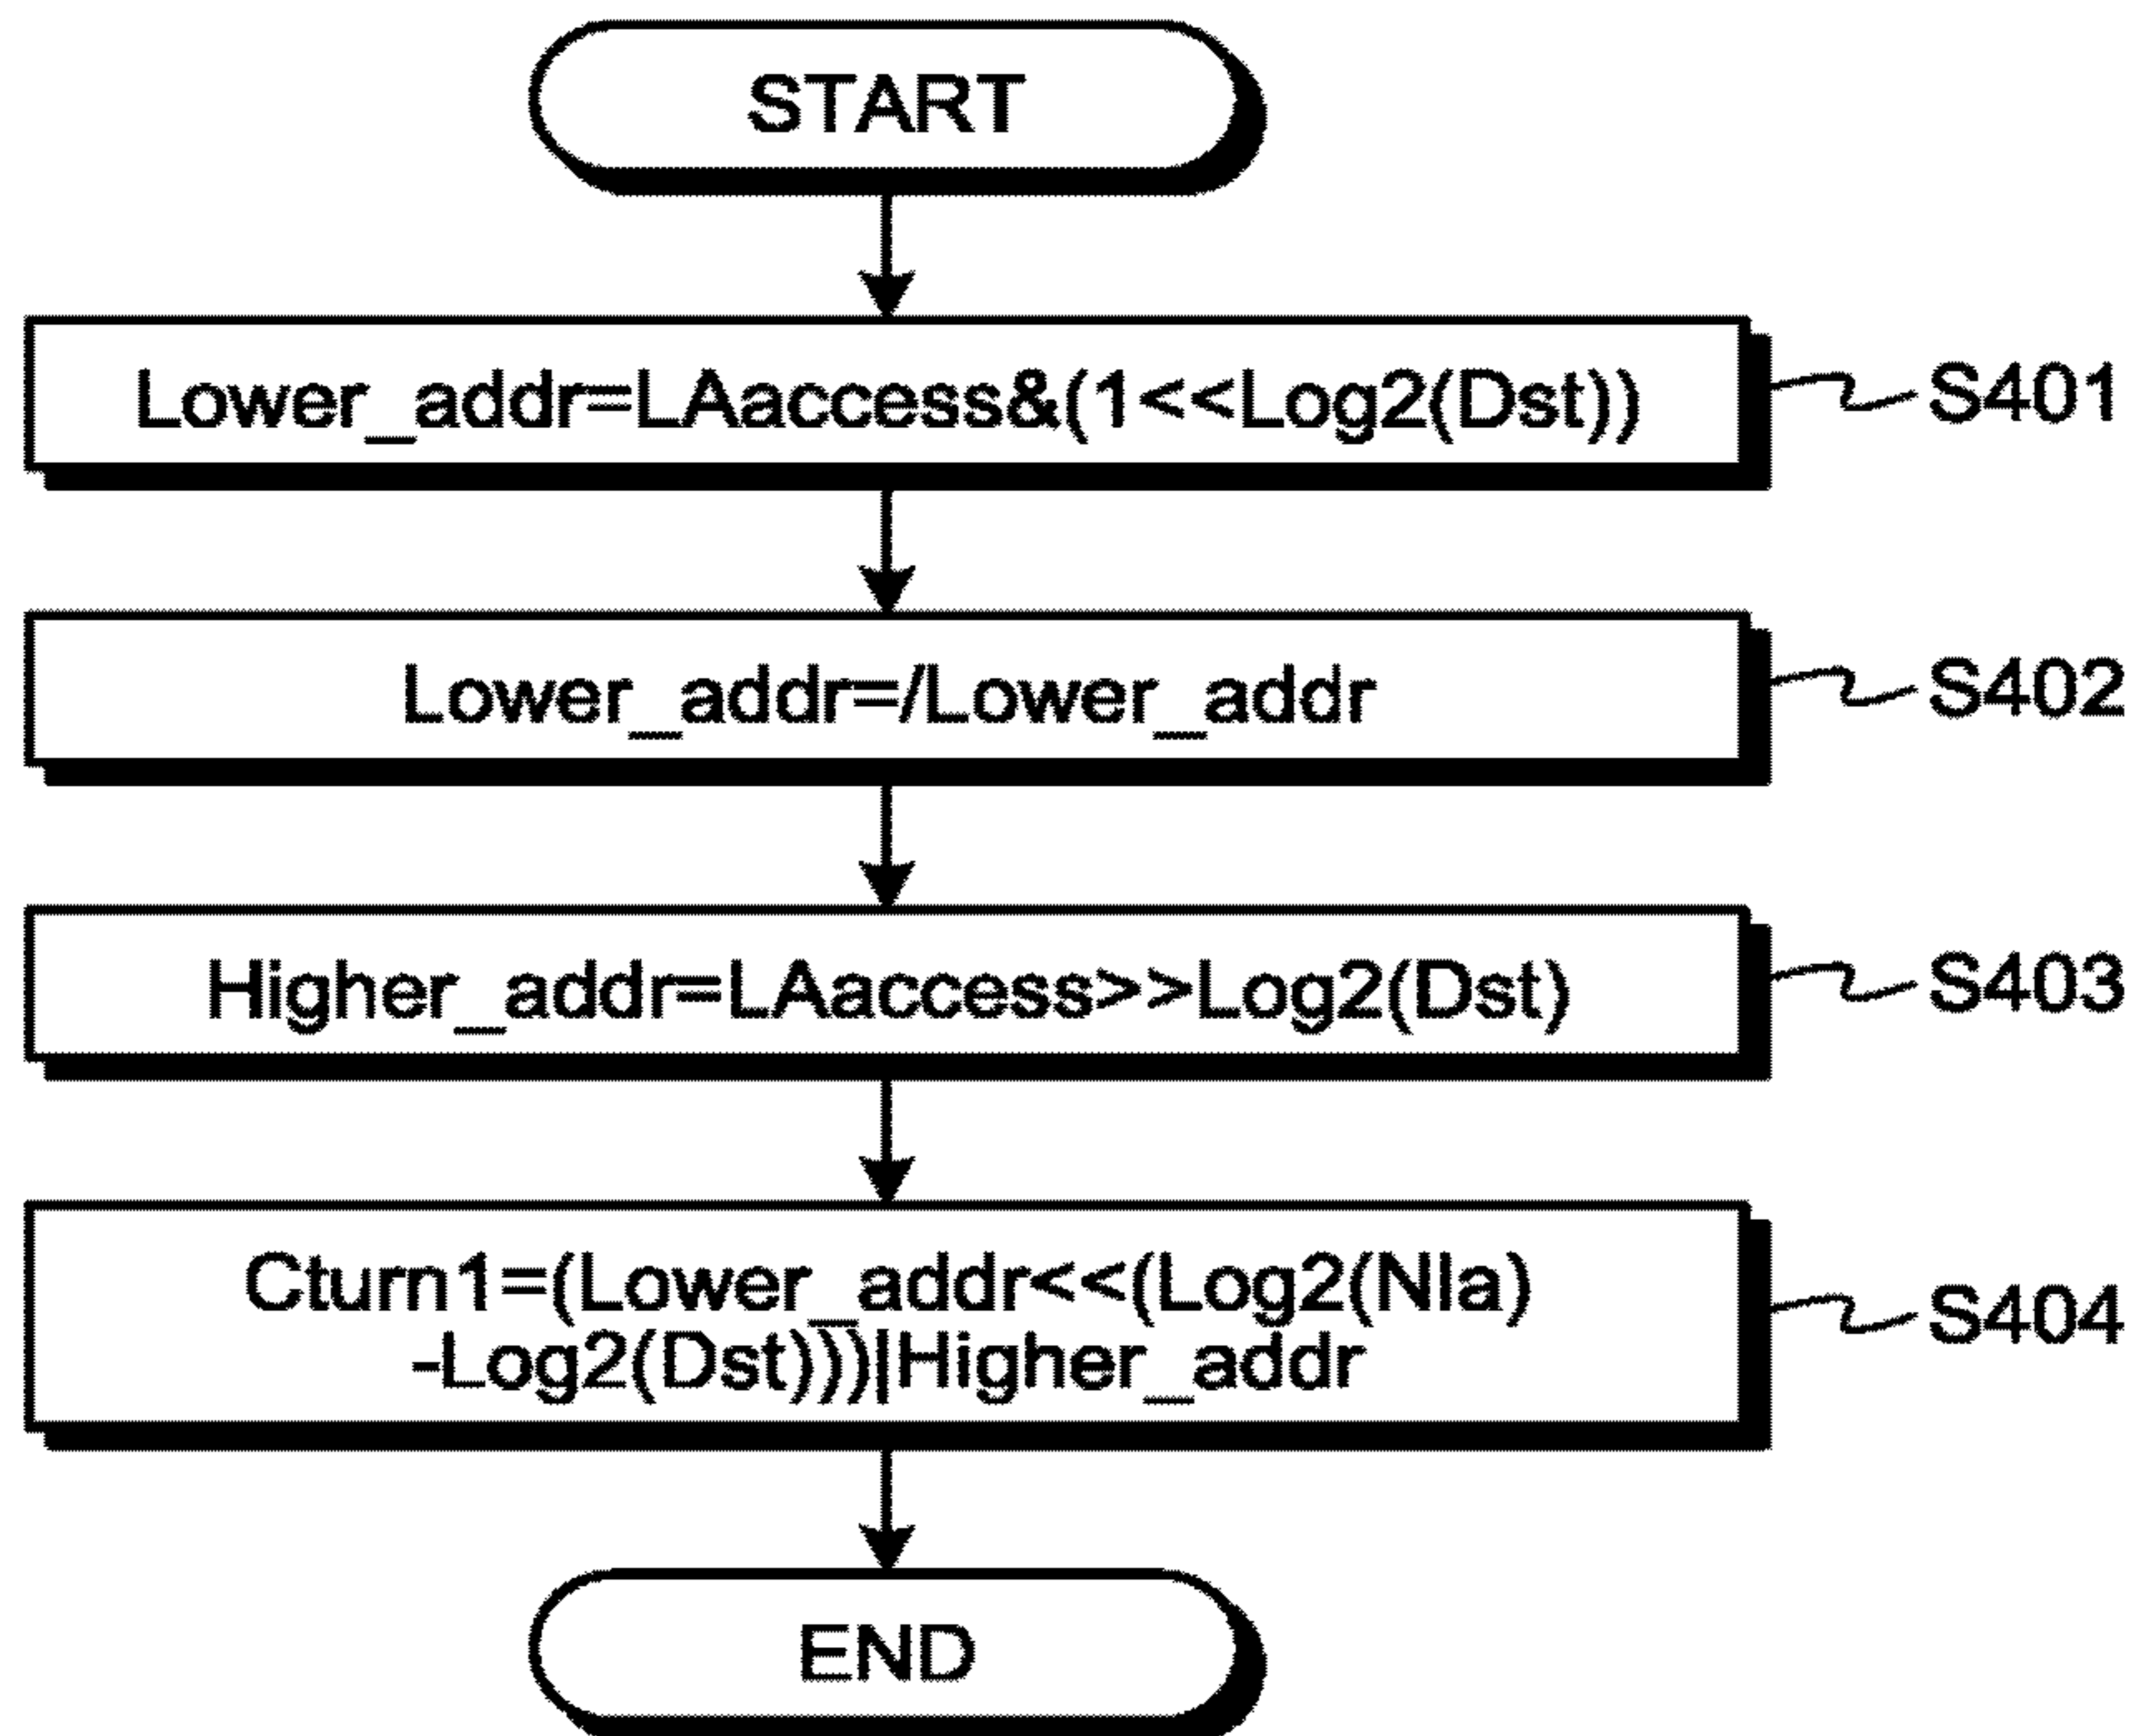 START
Lower_addr=LAaccess&(1<<Log2(Dst))
S401
Lower_addr=/Lower_addr
S402
Higher_addr=LAaccess>>Log2(Dst)
S403
Cturn1=(Lower_addr<<(Log2(Nla)
-Log2(Dst)))|Higher_addr
S404
END